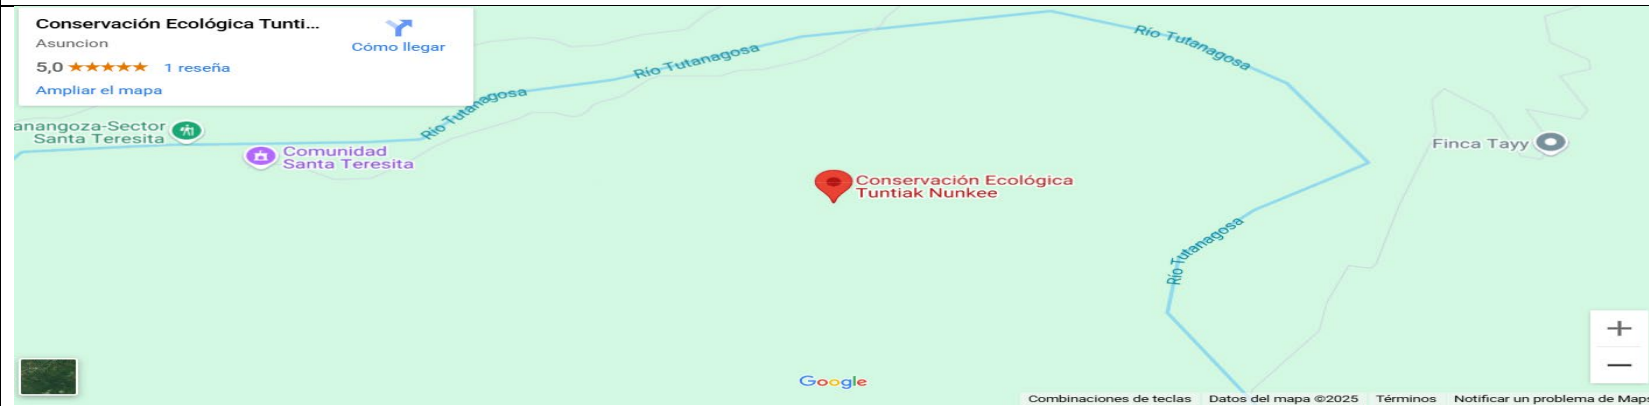 Conservación Ecológica Tunti...
Asuncion
5,0
1 reseña
Ampliar el mapa
Cómo llegar
Río Tutanagosa
Río Tutanagosa
Río Tutanagosa
anangoza-Sector
Santa Teresita
Comunidad
Santa Teresita
Finca Tayy
Conservación Ecológica
Tuntiak Nunkee
Río Tutanagosa
Google
Combinaciones de teclas
Datos del mapa ©2025
Términos
Notificar un problema de Map